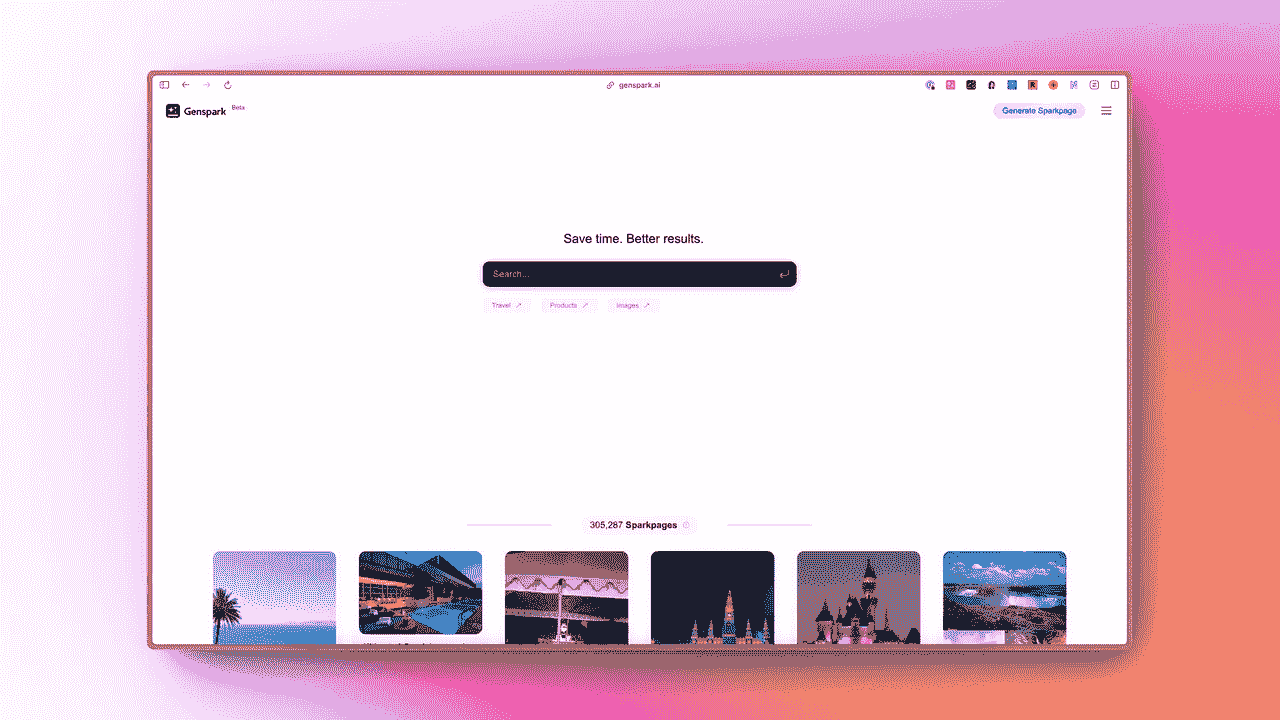 genspark.ai
Genspark Beta
Generate Sparkpage
Save time. Better results.
Search...
Travel ↗
Products ↗
Images ↗
305,287 Sparkpages